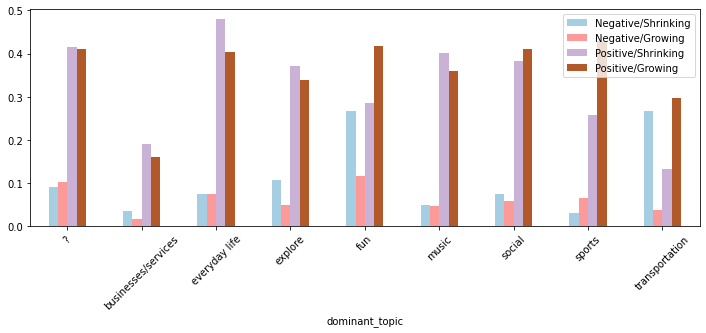 0.5
0.4
0.3
0.2
0.1
0.0
Negative/Shrinking
Negative/Growing
Positive/Shrinking
Positive/Growing
?
businesses/services
everyday life
explore
fun
music
social
sports
transportation
dominant_topic